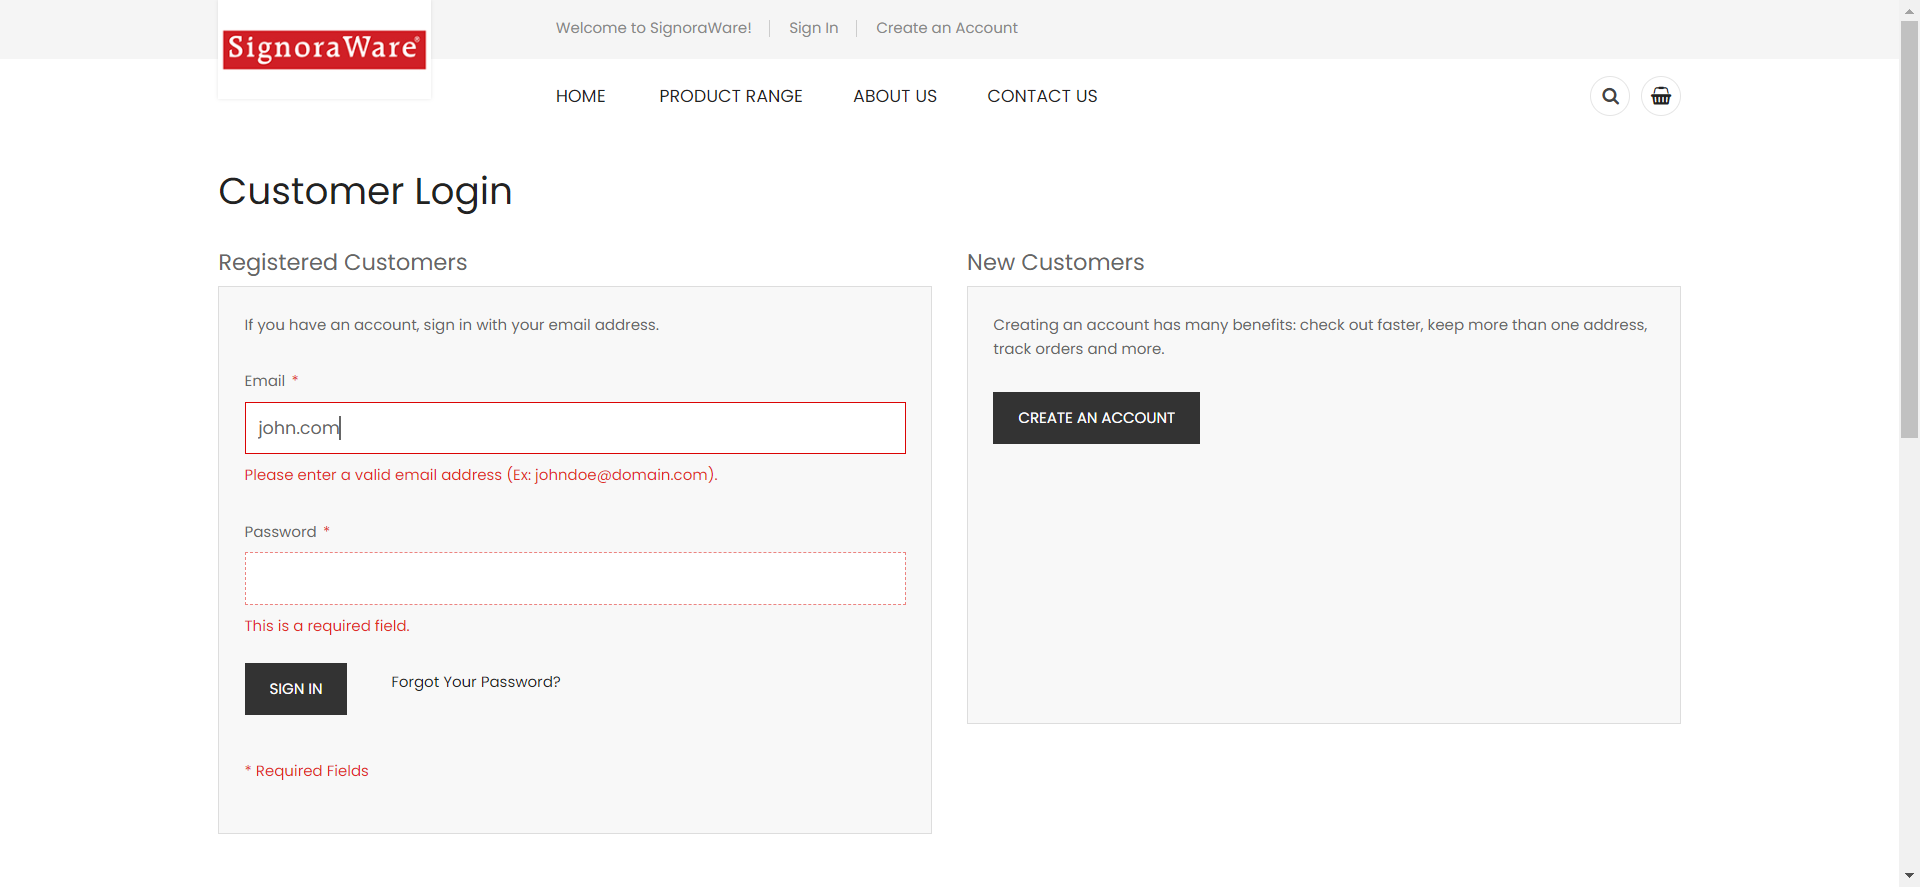 SignoraWare®
Welcome to SignoraWare!
Sign In
Create an Account
HOME
PRODUCT RANGE
ABOUT US
CONTACT US
Customer Login
Registered Customers
If you have an account, sign in with your email address.
Email *
john.com
Please enter a valid email address (Ex: johndoe@domain.com).
Password *
This is a required field.
SIGN IN
Forgot Your Password?
* Required Fields
New Customers
Creating an account has many benefits: check out faster, keep more than one address,
track orders and more.
CREATE AN ACCOUNT